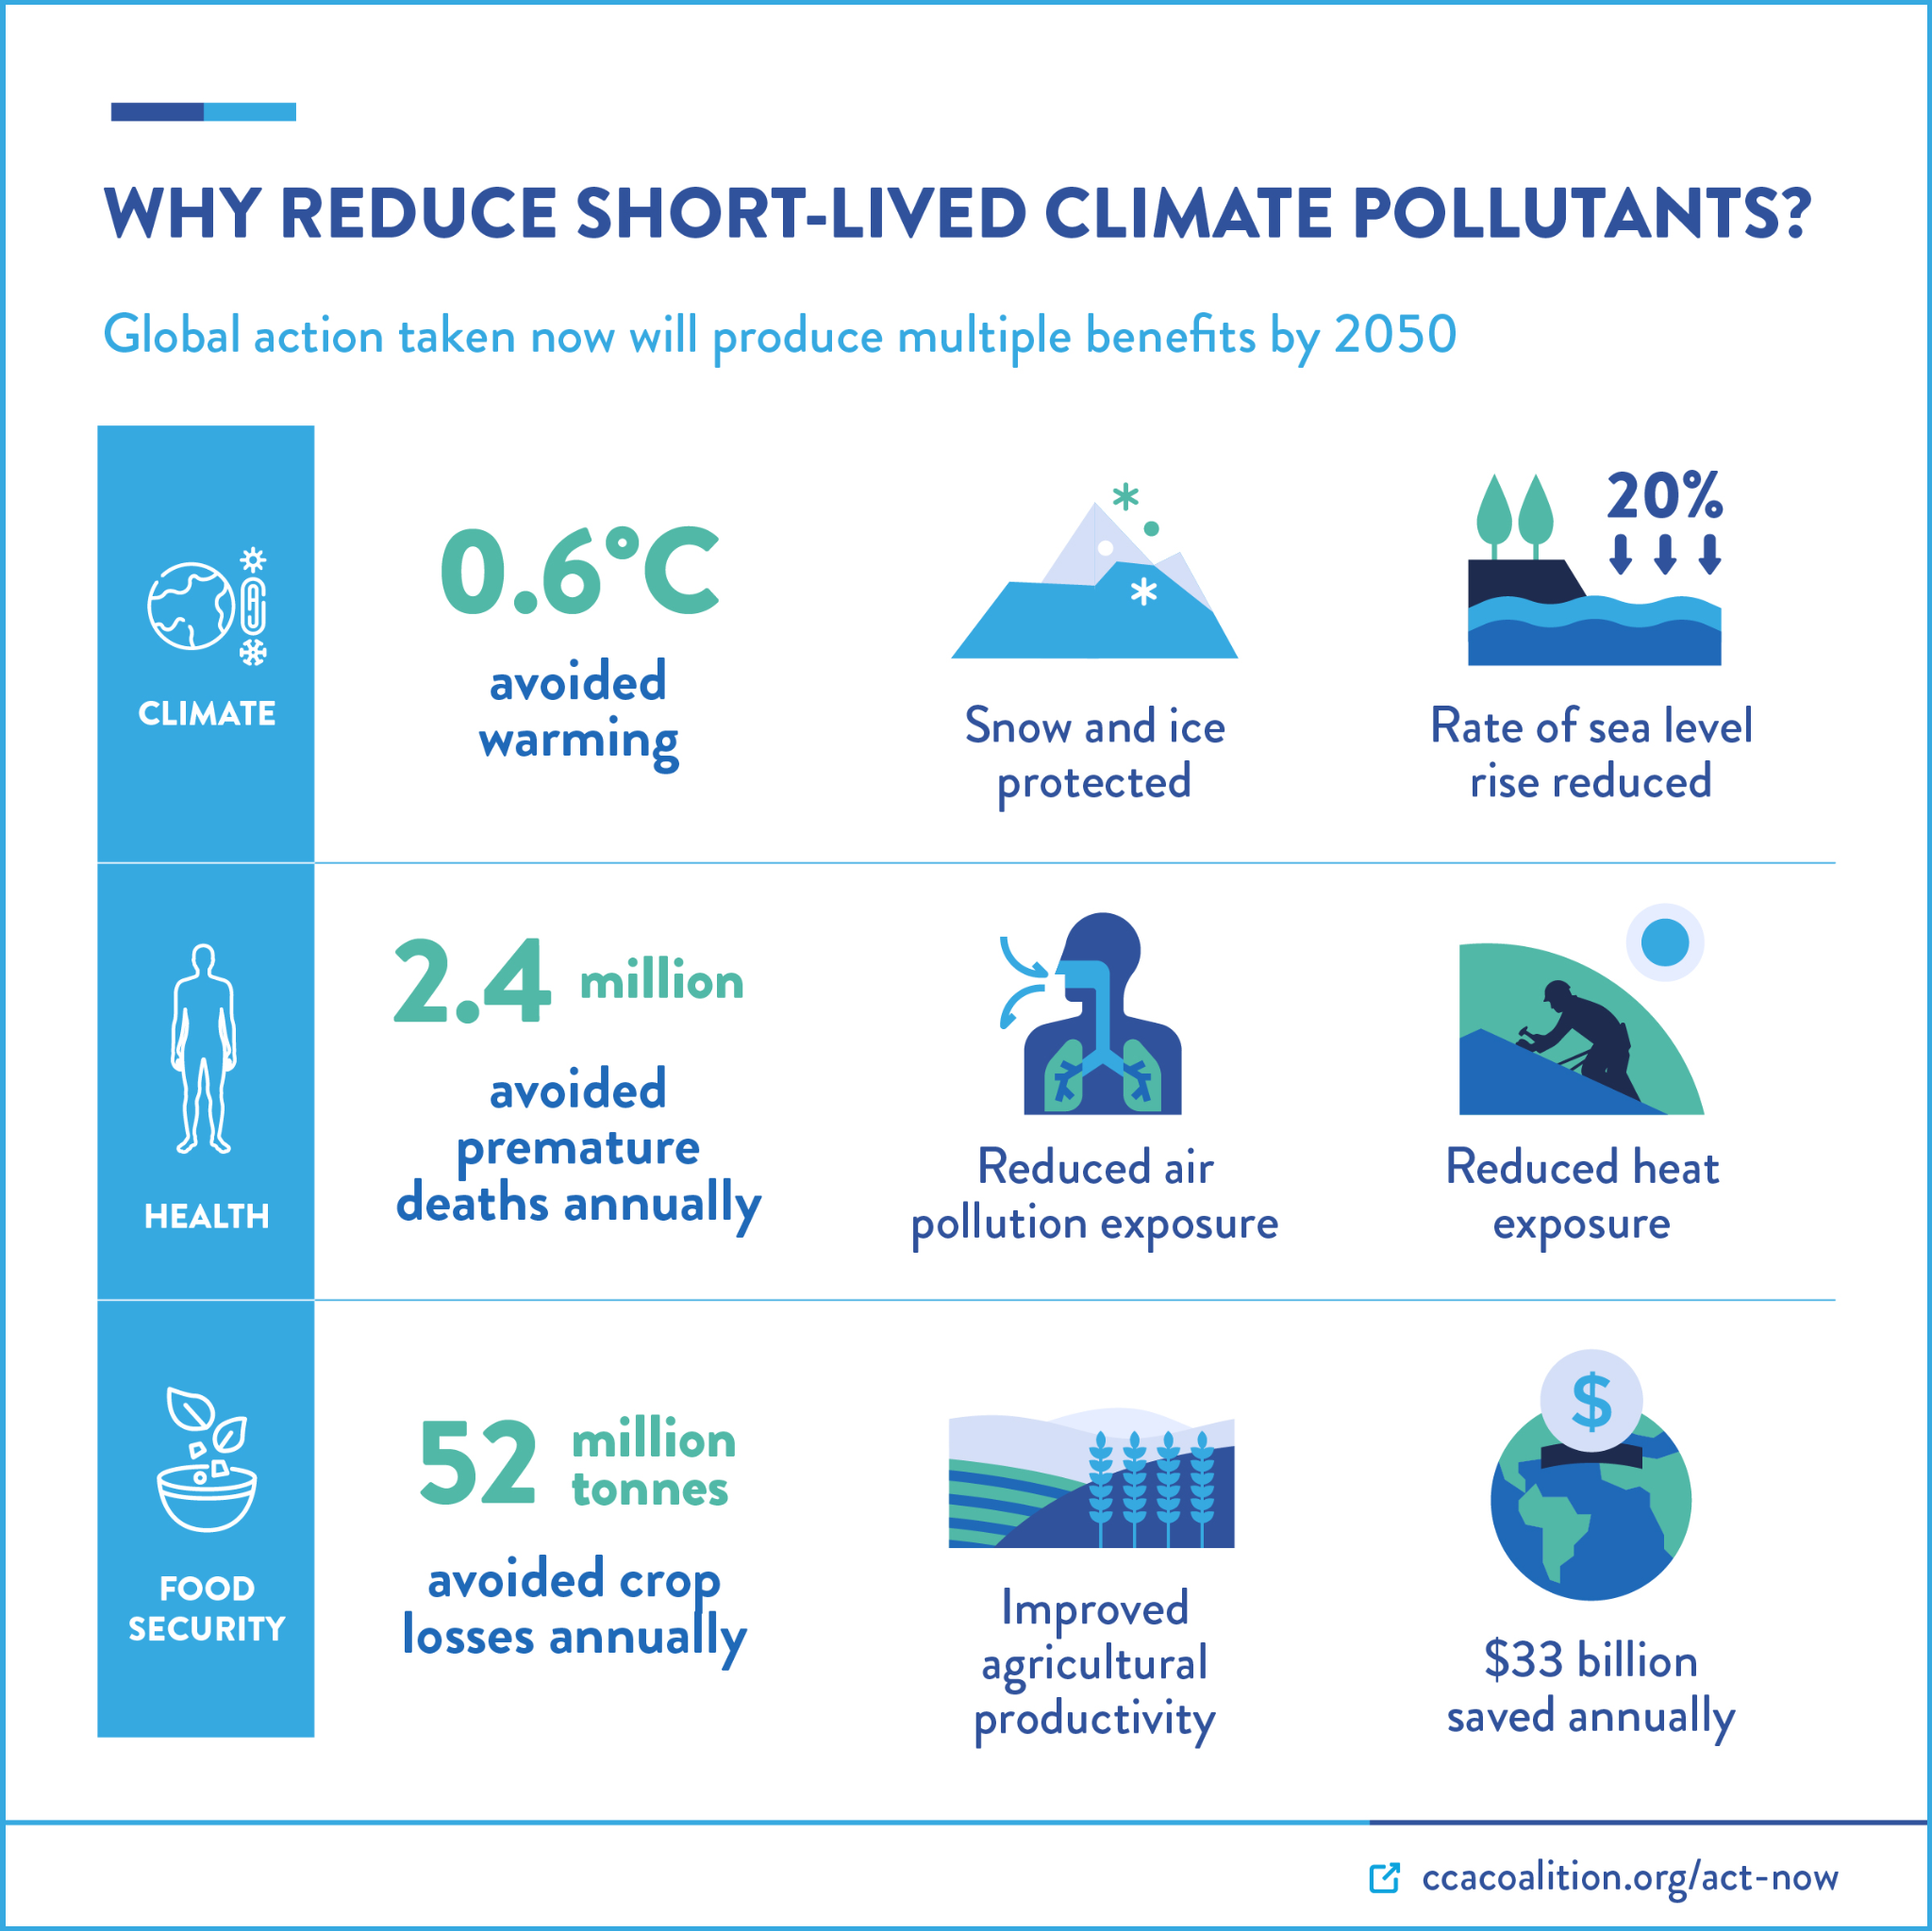 WHY REDUCE SHORT-LIVED CLIMATE POLLUTANTS?
Global action taken now will produce multiple benefits by 2050
CLIMATE
0.6°C
avoided
warming
Snow and ice
protected
20%
Rate of sea level
rise reduced
HEALTH
2.4 million
avoided
premature
deaths annually
Reduced air
pollution exposure
Reduced heat
exposure
FOOD
SECURITY
52 million
tonnes
avoided crop
losses annually
Improved
agricultural
productivity
$
$33 billion
saved annually
ccacoalition.org/act-now